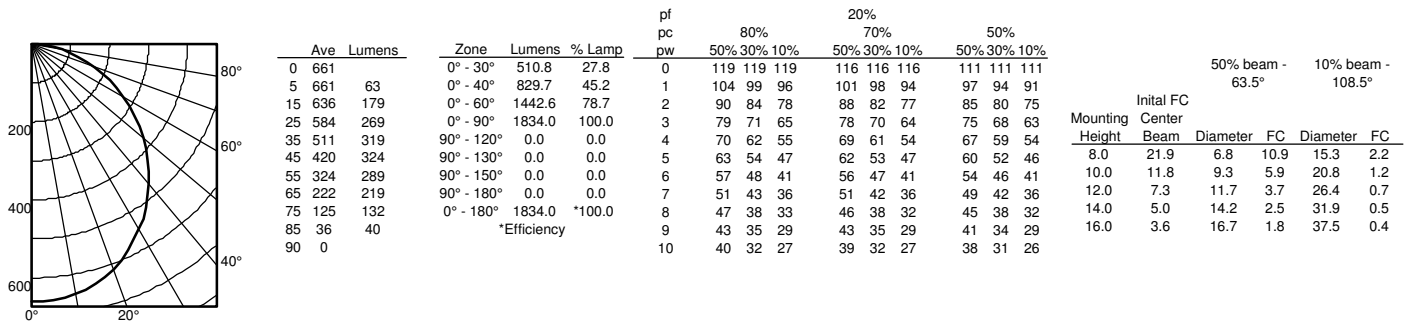 80°
200
60°
400
40°
600
0° 20°
Ave Lumens
0 661
5 661 63
15 636 179
25 584 269
35 511 319
45 420 324
55 324 289
65 222 219
75 125 132
85 36 40
90 0
Zone Lumens % Lamp
0° - 30° 510.8 27.8
0° - 40° 829.7 45.2
0° - 60° 1442.6 78.7
0° - 90° 1834.0 100.0
90° - 120° 0.0 0.0
90° - 130° 0.0 0.0
90° - 150° 0.0 0.0
90° - 180° 0.0 0.0
0° - 180° 1834.0 *100.0
*Efficiency
pf 20%
pc 80% 70% 50%
pw 50% 30% 10% 50% 30% 10% 50% 30% 10%
0 119 119 119 116 116 116 111 111 111
1 104 99 96 101 98 94 97 94 91
2 90 84 78 88 82 77 85 80 75
3 79 71 65 78 70 64 75 68 63
4 70 62 55 69 61 54 67 59 54
5 63 54 47 62 53 47 60 52 46
6 57 48 41 56 47 41 54 46 41
7 51 43 36 51 42 36 49 42 36
8 47 38 33 46 38 32 45 38 32
9 43 35 29 43 35 29 41 34 29
10 40 32 27 39 32 27 38 31 26
50% beam - 10% beam -
63.5° 108.5°
Inital FC
Mounting Center
Height Beam Diameter FC Diameter FC
8.0 21.9 6.8 10.9 15.3 2.2
10.0 11.8 9.3 5.9 20.8 1.2
12.0 7.3 11.7 3.7 26.4 0.7
14.0 5.0 14.2 2.5 31.9 0.5
16.0 3.6 16.7 1.8 37.5 0.4